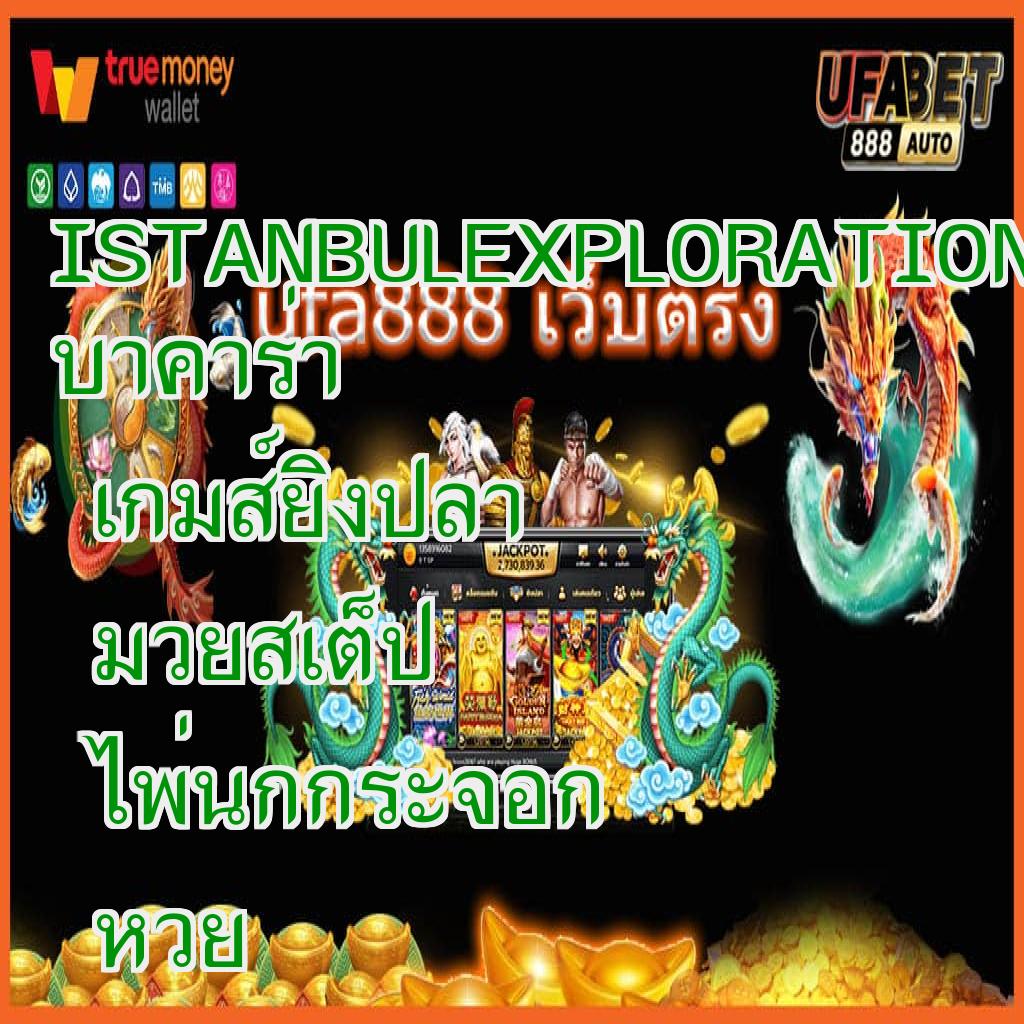 truemoney
wallet
UFABET
888 AUTO
TMB
ISTANBULEXPLORATION
ufa888 เว็บตรง
บาคาร่า
เกมส์ยิงปลา
JACKPOT
2,730,839.36
มวยสเต็ป
GOLDEN
ISLAND
ไพ่นกกระจอก
หวย